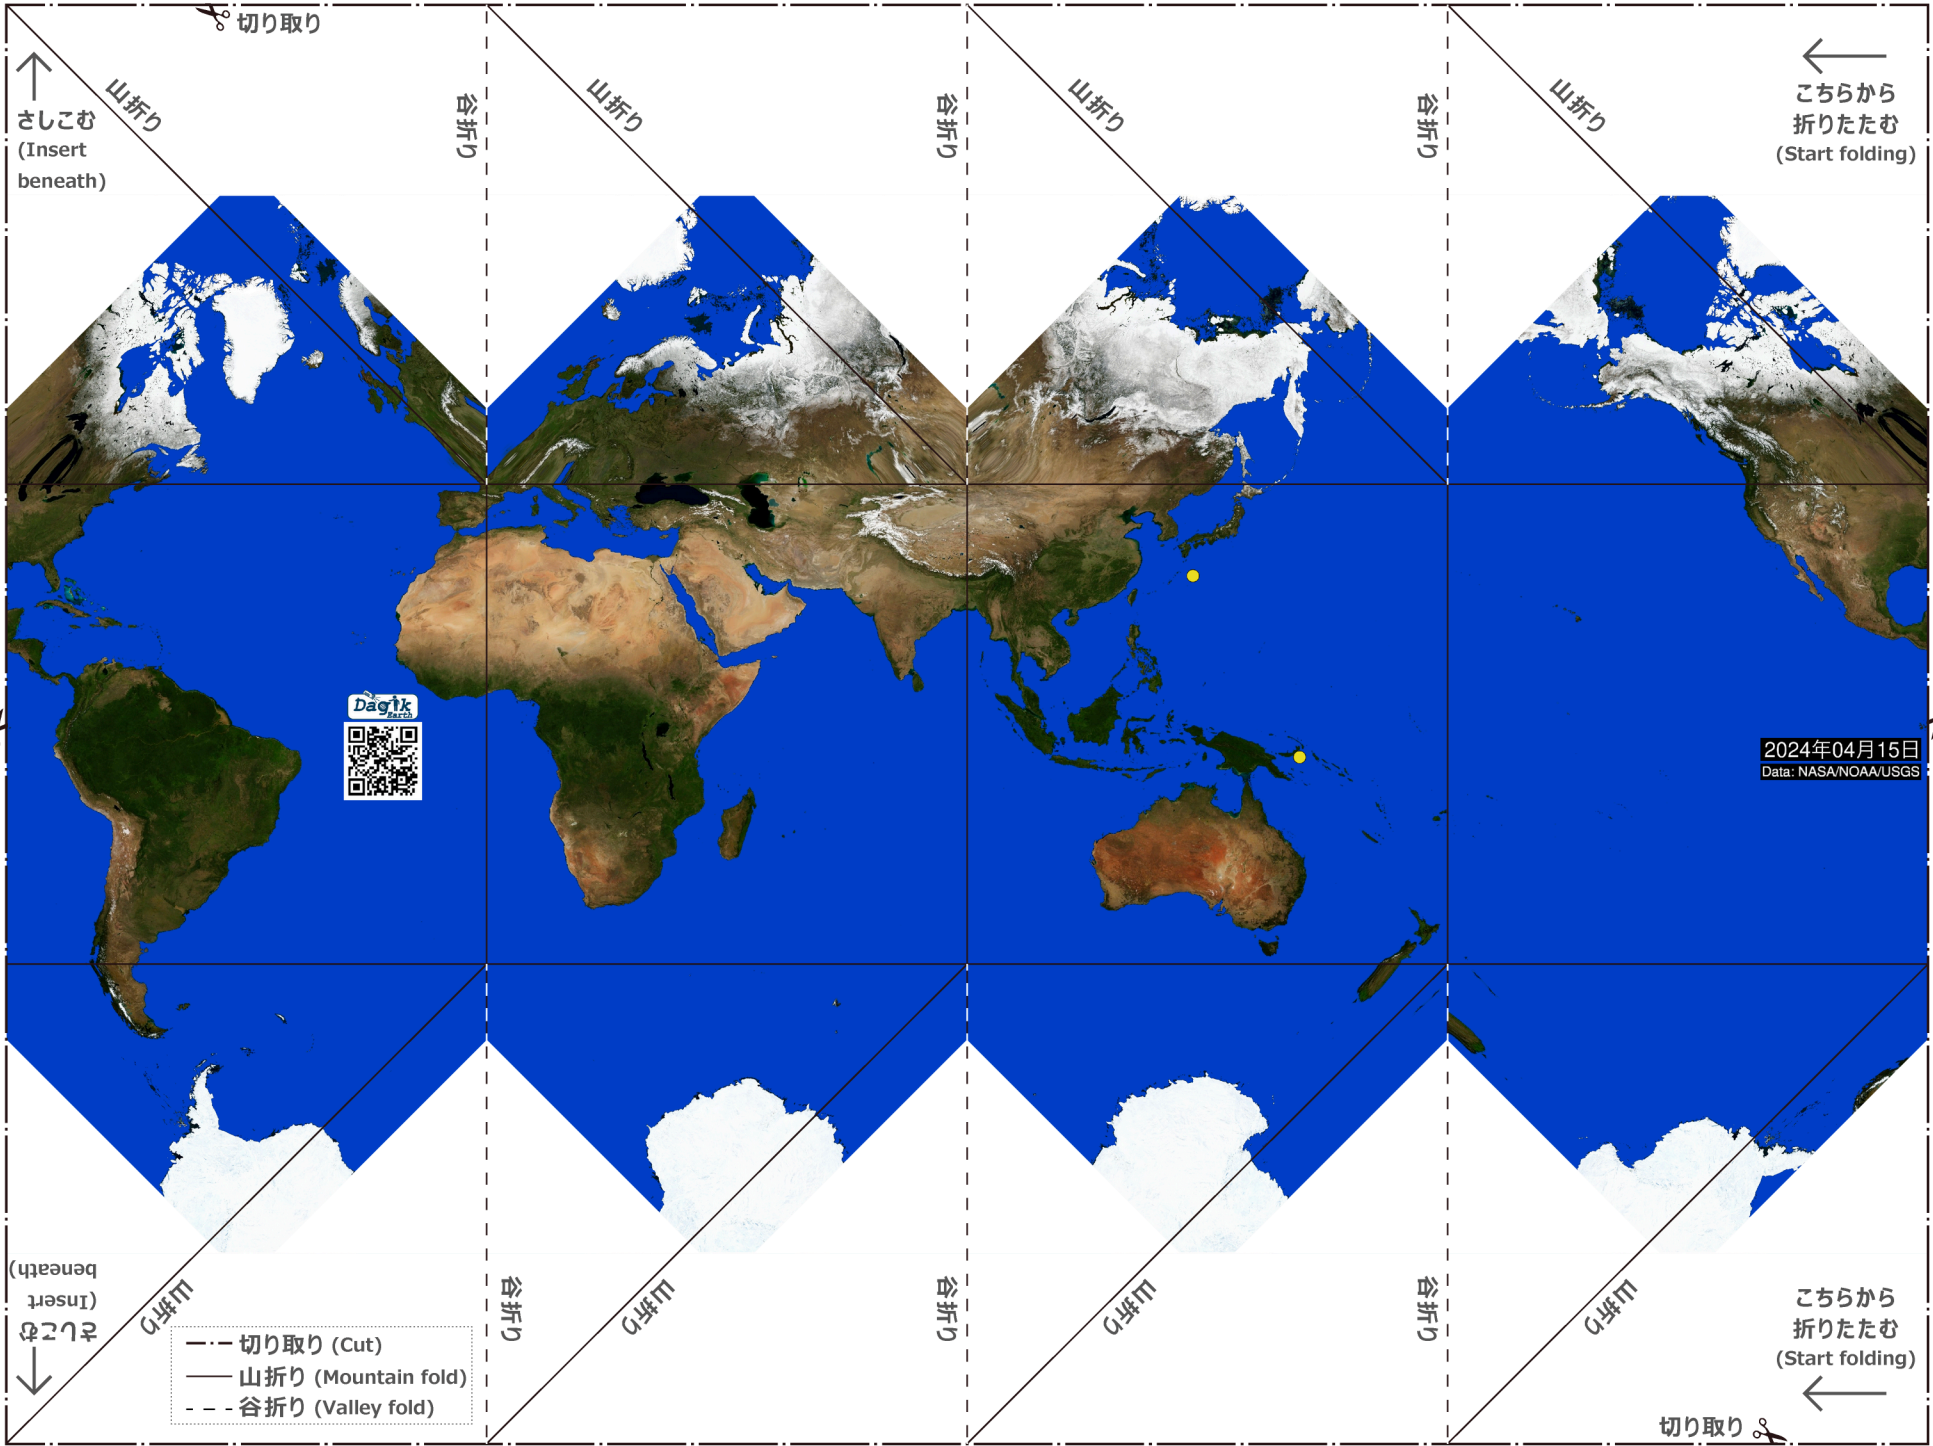 切り取り
さしこむ
(Insert
beneath)
山折り
谷折り
山折り
谷折り
山折り
谷折り
山折り
こちらから
折りたたむ
(Start folding)
Dagik
Earth
2024年04月15日
Data: NASA/NOAA/USGS
さしこむ
(Insert
beneath)
山折り
谷折り
山折り
谷折り
山折り
谷折り
山折り
こちらから
折りたたむ
(Start folding)
切り取り (Cut)
山折り (Mountain fold)
谷折り (Valley fold)
切り取り